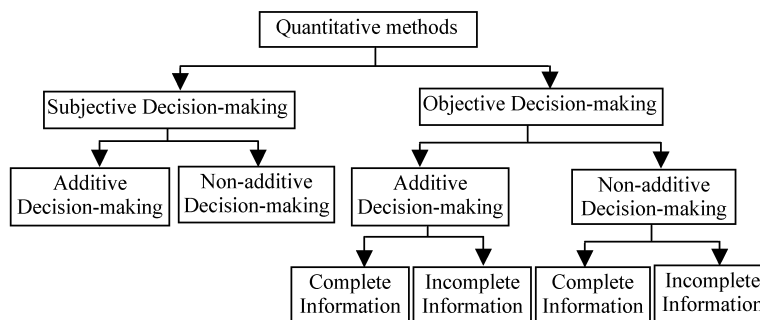 Quantitative methods
Subjective Decision-making
Objective Decision-making
Additive
Decision-making
Non-additive
Decision-making
Additive
Decision-making
Non-additive
Decision-making
Complete
Information
Incomplete
Information
Complete
Information
Incomplete
Information